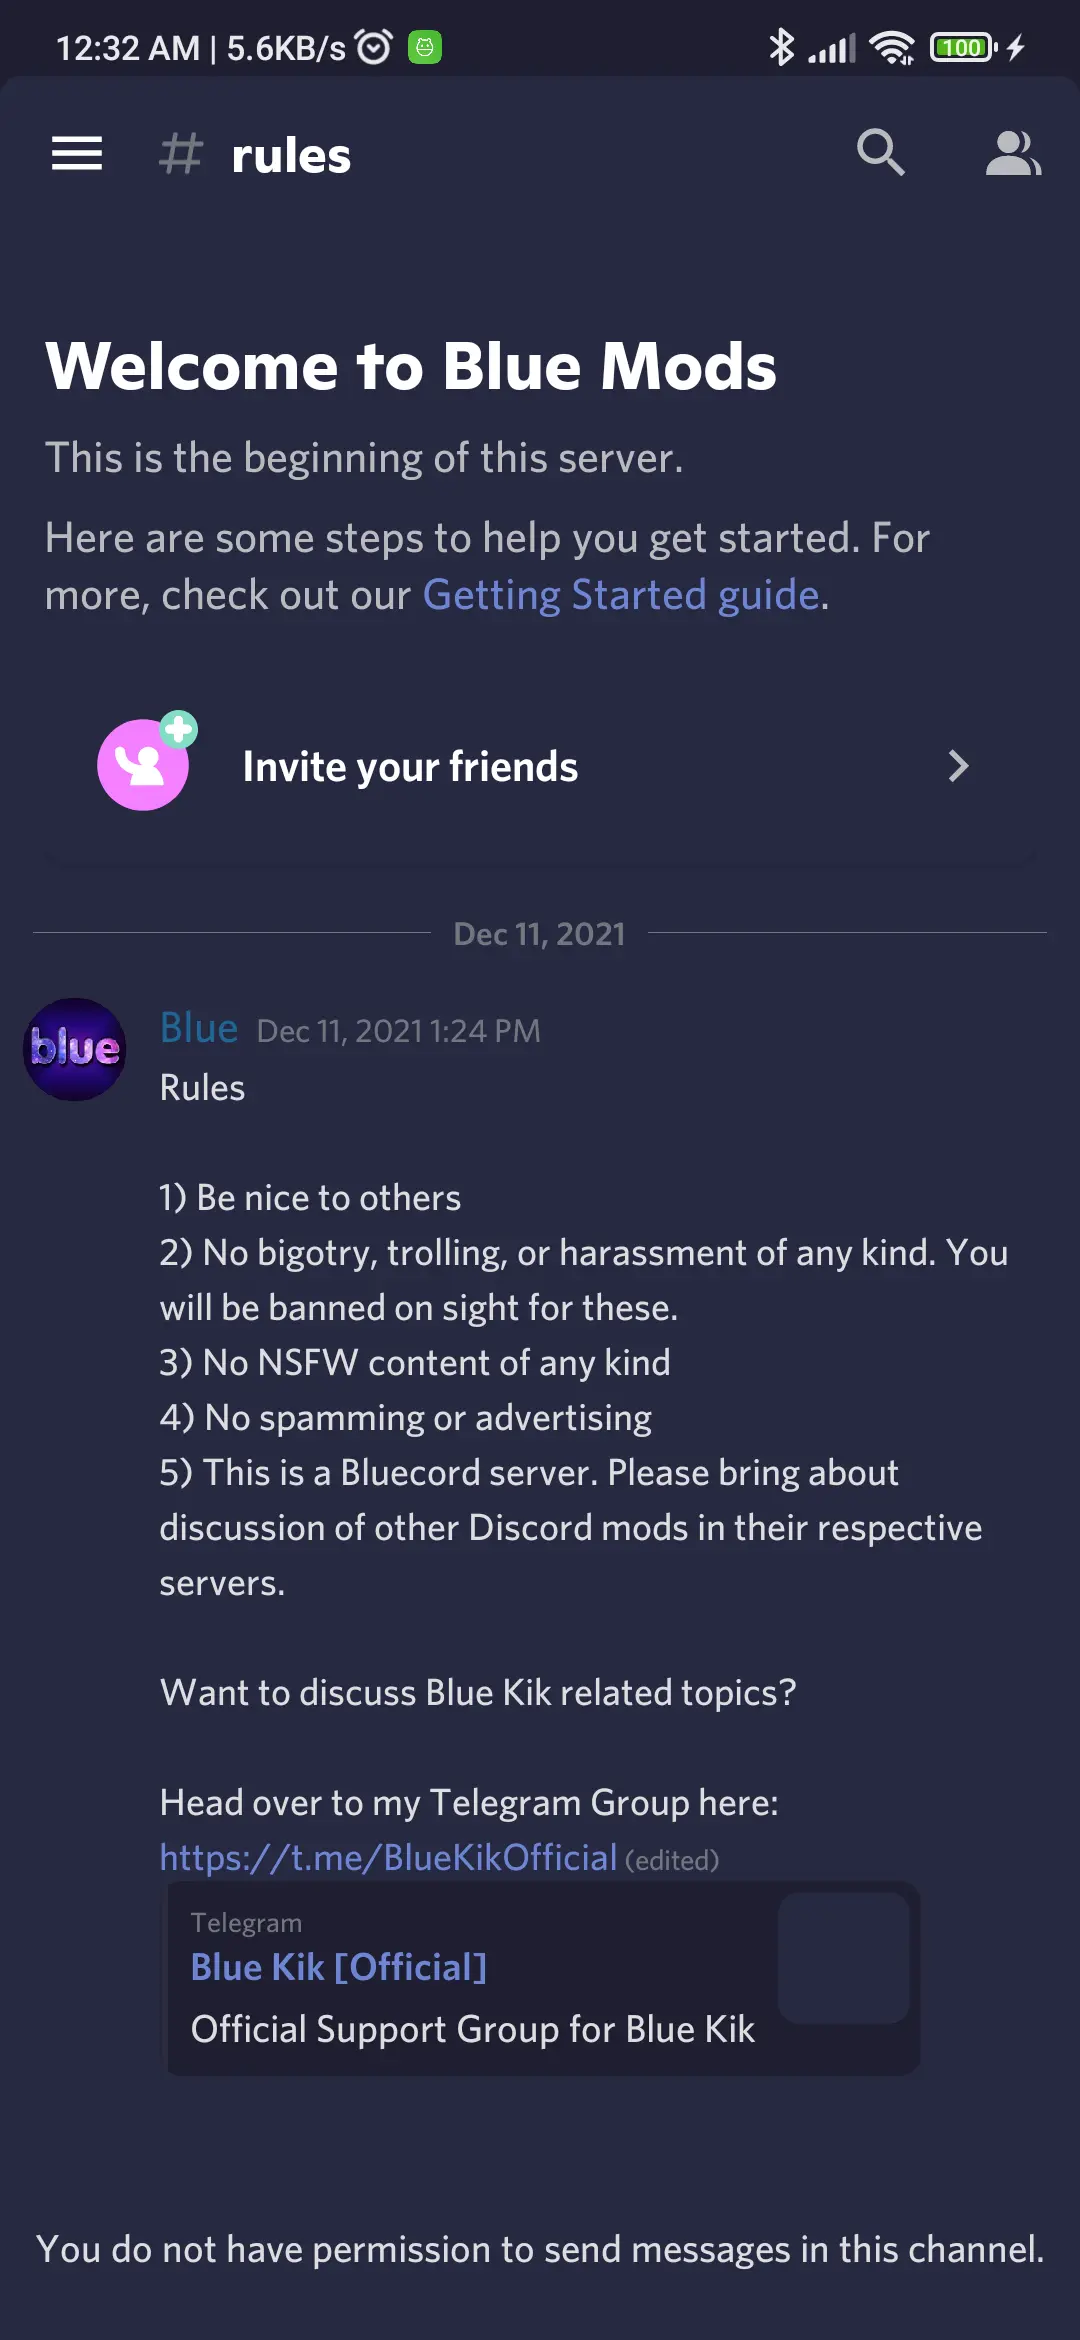 12:32 AM | 5.6KB/s
100
# rules
Welcome to Blue Mods
This is the beginning of this server.
Here are some steps to help you get started. For
more, check out our Getting Started guide.
Invite your friends
Dec 11, 2021
blue
Blue Dec 11, 2021 1:24 PM
Rules
1) Be nice to others
2) No bigotry, trolling, or harassment of any kind. You
will be banned on sight for these.
3) No NSFW content of any kind
4) No spamming or advertising
5) This is a Bluecord server. Please bring about
discussion of other Discord mods in their respective
servers.
Want to discuss Blue Kik related topics?
Head over to my Telegram Group here:
https://t.me/BlueKikOfficial (edited)
Telegram
Blue Kik [Official]
Official Support Group for Blue Kik
You do not have permission to send messages in this channel.